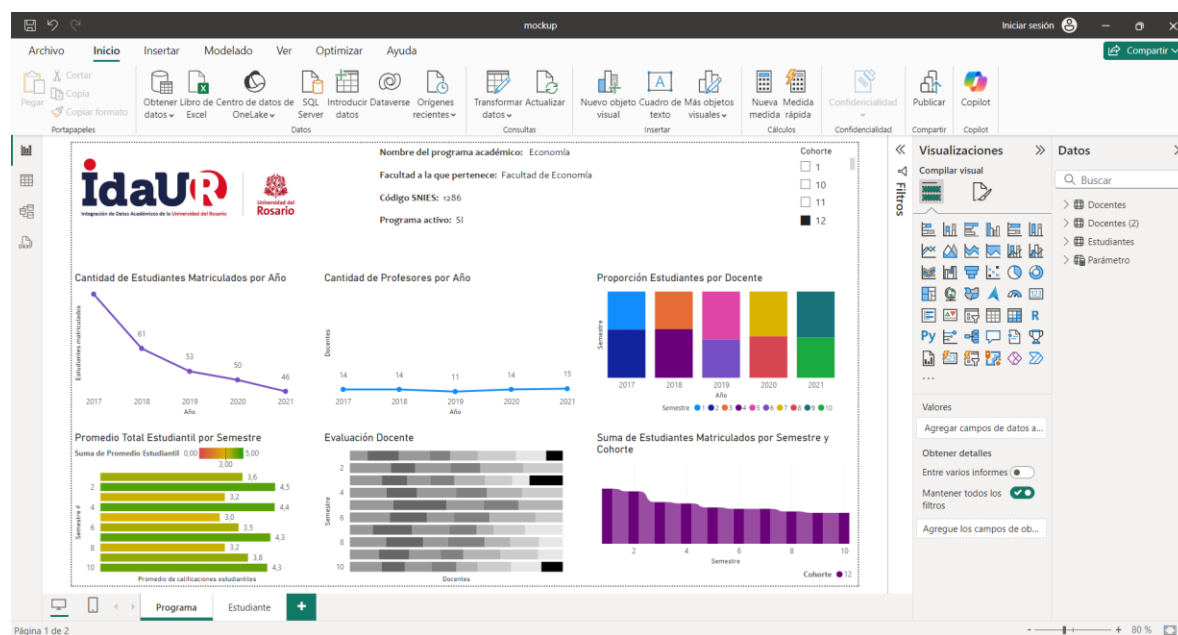 mockup
Iniciar sesión
Archivo Inicio Insertar Modelado Ver Optimizar Ayuda
Compartir
Pegar
Cortar
Copia
Copiar formato
Portapapeles
Obtener datos
Libro de Excel
Centro de datos de OneLake
SQL Server
Introducir datos
Dataverse
Orígenes recientes
Datos
Transformar datos
Actualizar
Consultas
Nuevo objeto visual
Cuadro de texto
Más objetos visuales
Insertar
Nueva medida
Medida rápida
Cálculos
Confidencialidad
Confidencialidad
Publicar
Compartir
Copilot
Copilot
IdaUR
Integración de Datos Académicos de la Universidad del Rosario
Universidad del
Rosario
Nombre del programa académico: Economía
Facultad a la que pertenece: Facultad de Economía
Código SNIES: 1286
Programa activo: SI
Cohorte
1
10
11
12
Cantidad de Estudiantes Matriculados por Año
Estudiantes matriculados
61
53
50
46
2017 2018 2019 2020 2021
Año
Cantidad de Profesores por Año
Docentes
14 14 11 14 15
2017 2018 2019 2020 2021
Año
Proporción Estudiantes por Docente
Semestre
2017 2018 2019 2020 2021
Año
Semestre 1 2 3 4 5 6 7 8 9 10
Promedio Total Estudiantil por Semestre
Suma de Promedio Estudiantil 0,00 5,00
3,00
Semestre #
3,6
2 4,5
3,2
4 4,4
3,0
6 3,5
4,3
8 3,2
3,8
10 4,3
Promedio de calificaciones estudiantiles
Evaluación Docente
Semestre
2
4
6
8
10
Docentes
Suma de Estudiantes Matriculados por Semestre y
Cohorte
2 4 6 8 10
Semestre
Cohorte 12
Filtros
Visualizaciones
Compilar visual
R
Py
...
Valores
Agregar campos de datos a...
Obtener detalles
Entre varios informes
Mantener todos los
filtros
Agregue los campos de ob...
Datos
Buscar
Docentes
Docentes (2)
Estudiantes
Parámetro
Programa
Estudiante
+
Página 1 de 2
- + 80 %